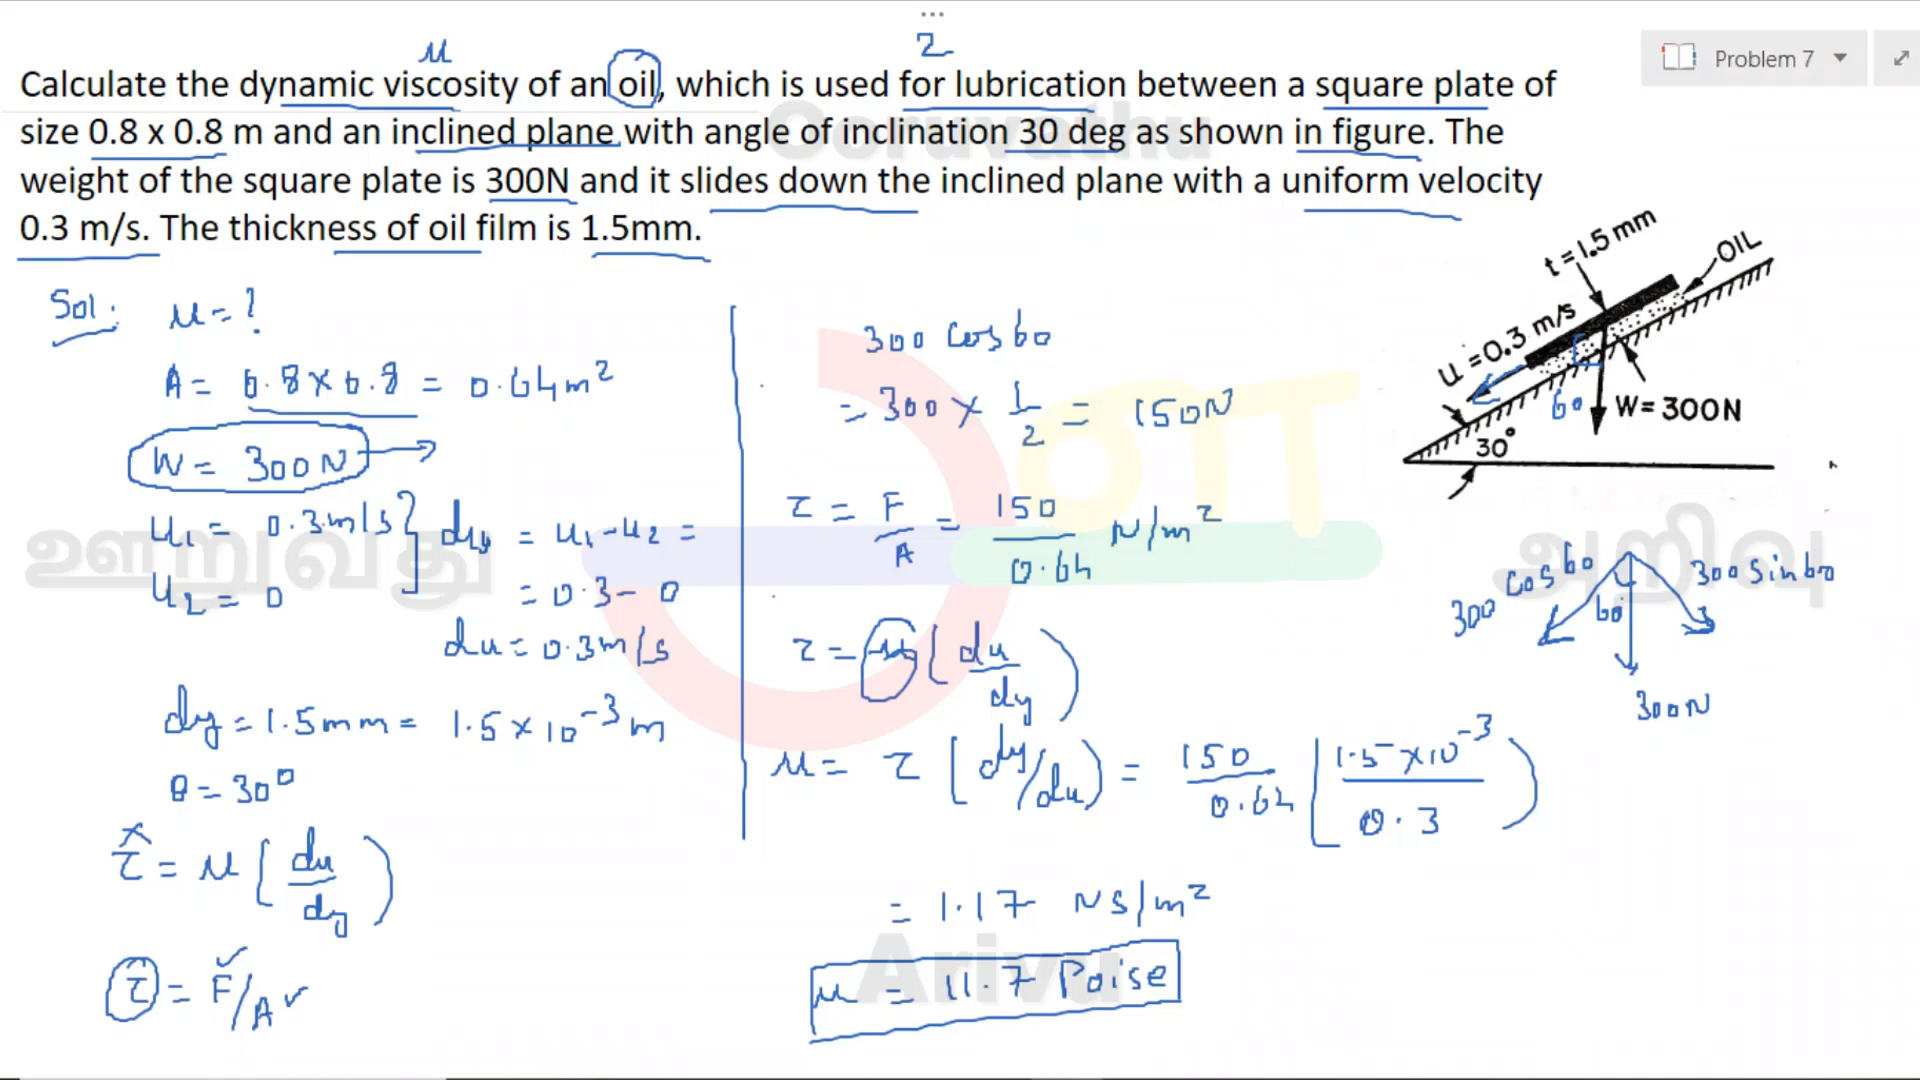 μ
2
Problem 7
Calculate the dynamic viscosity of an oil, which is used for lubrication between a square plate of
size 0.8 x 0.8 m and an inclined plane with angle of inclination 30 deg as shown in figure. The
weight of the square plate is 300N and it slides down the inclined plane with a uniform velocity
0.3 m/s. The thickness of oil film is 1.5mm.
Ooruvathu
Sol:
μ = ?
A = 0.8 × 0.8 = 0.64 m²
W = 300 N →
u₁ = 0.3 m/s
u₂ = 0
du = u₁ - u₂ =
= 0.3 - 0
du = 0.3 m/s
dy = 1.5 mm = 1.5 × 10⁻³ m
θ = 30°
τ = μ (du/dy)
τ = F/A
300 cos 60
= 300 × 1/2 = 150 N
τ = F/A = 150/0.64 N/m²
τ = μ (du/dy)
μ = τ (dy/du) = 150/0.64 (1.5 × 10⁻³/0.3)
= 1.17 NS/m²
μ = 11.7 Poise
t = 1.5 mm
OIL
U = 0.3 m/s
60
W = 300N
30°
300 cos 60
300 sin 60
60
300 N
ஊறுவது
அறிவு
Arivu